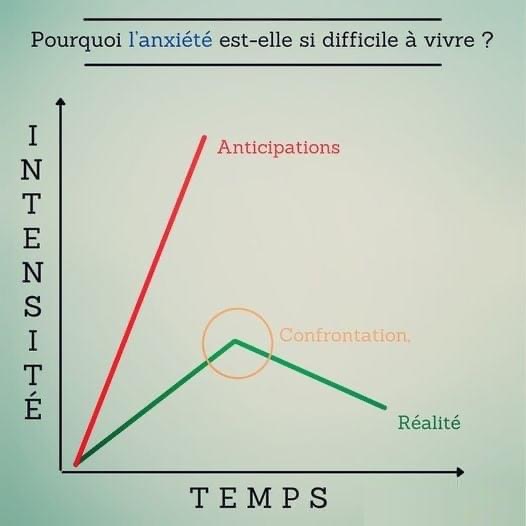 Pourquoi l'anxiété est-elle si difficile à vivre ?
INTENSITÉ
Anticipations
Confrontation.
Réalité
TEMPS